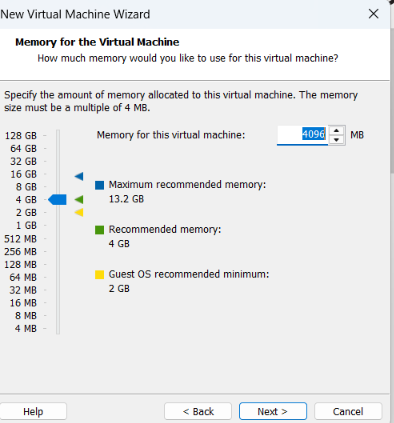 New Virtual Machine Wizard
Memory for the Virtual Machine
How much memory would you like to use for this virtual machine?
Specify the amount of memory allocated to this virtual machine. The memory
size must be a multiple of 4 MB.
Memory for this virtual machine: 4096 MB
128 GB
64 GB
32 GB
16 GB
8 GB
4 GB
2 GB
1 GB
512 MB
256 MB
128 MB
64 MB
32 MB
16 MB
8 MB
4 MB
Maximum recommended memory:
13.2 GB
Recommended memory:
4 GB
Guest OS recommended minimum:
2 GB
Help
< Back
Next >
Cancel